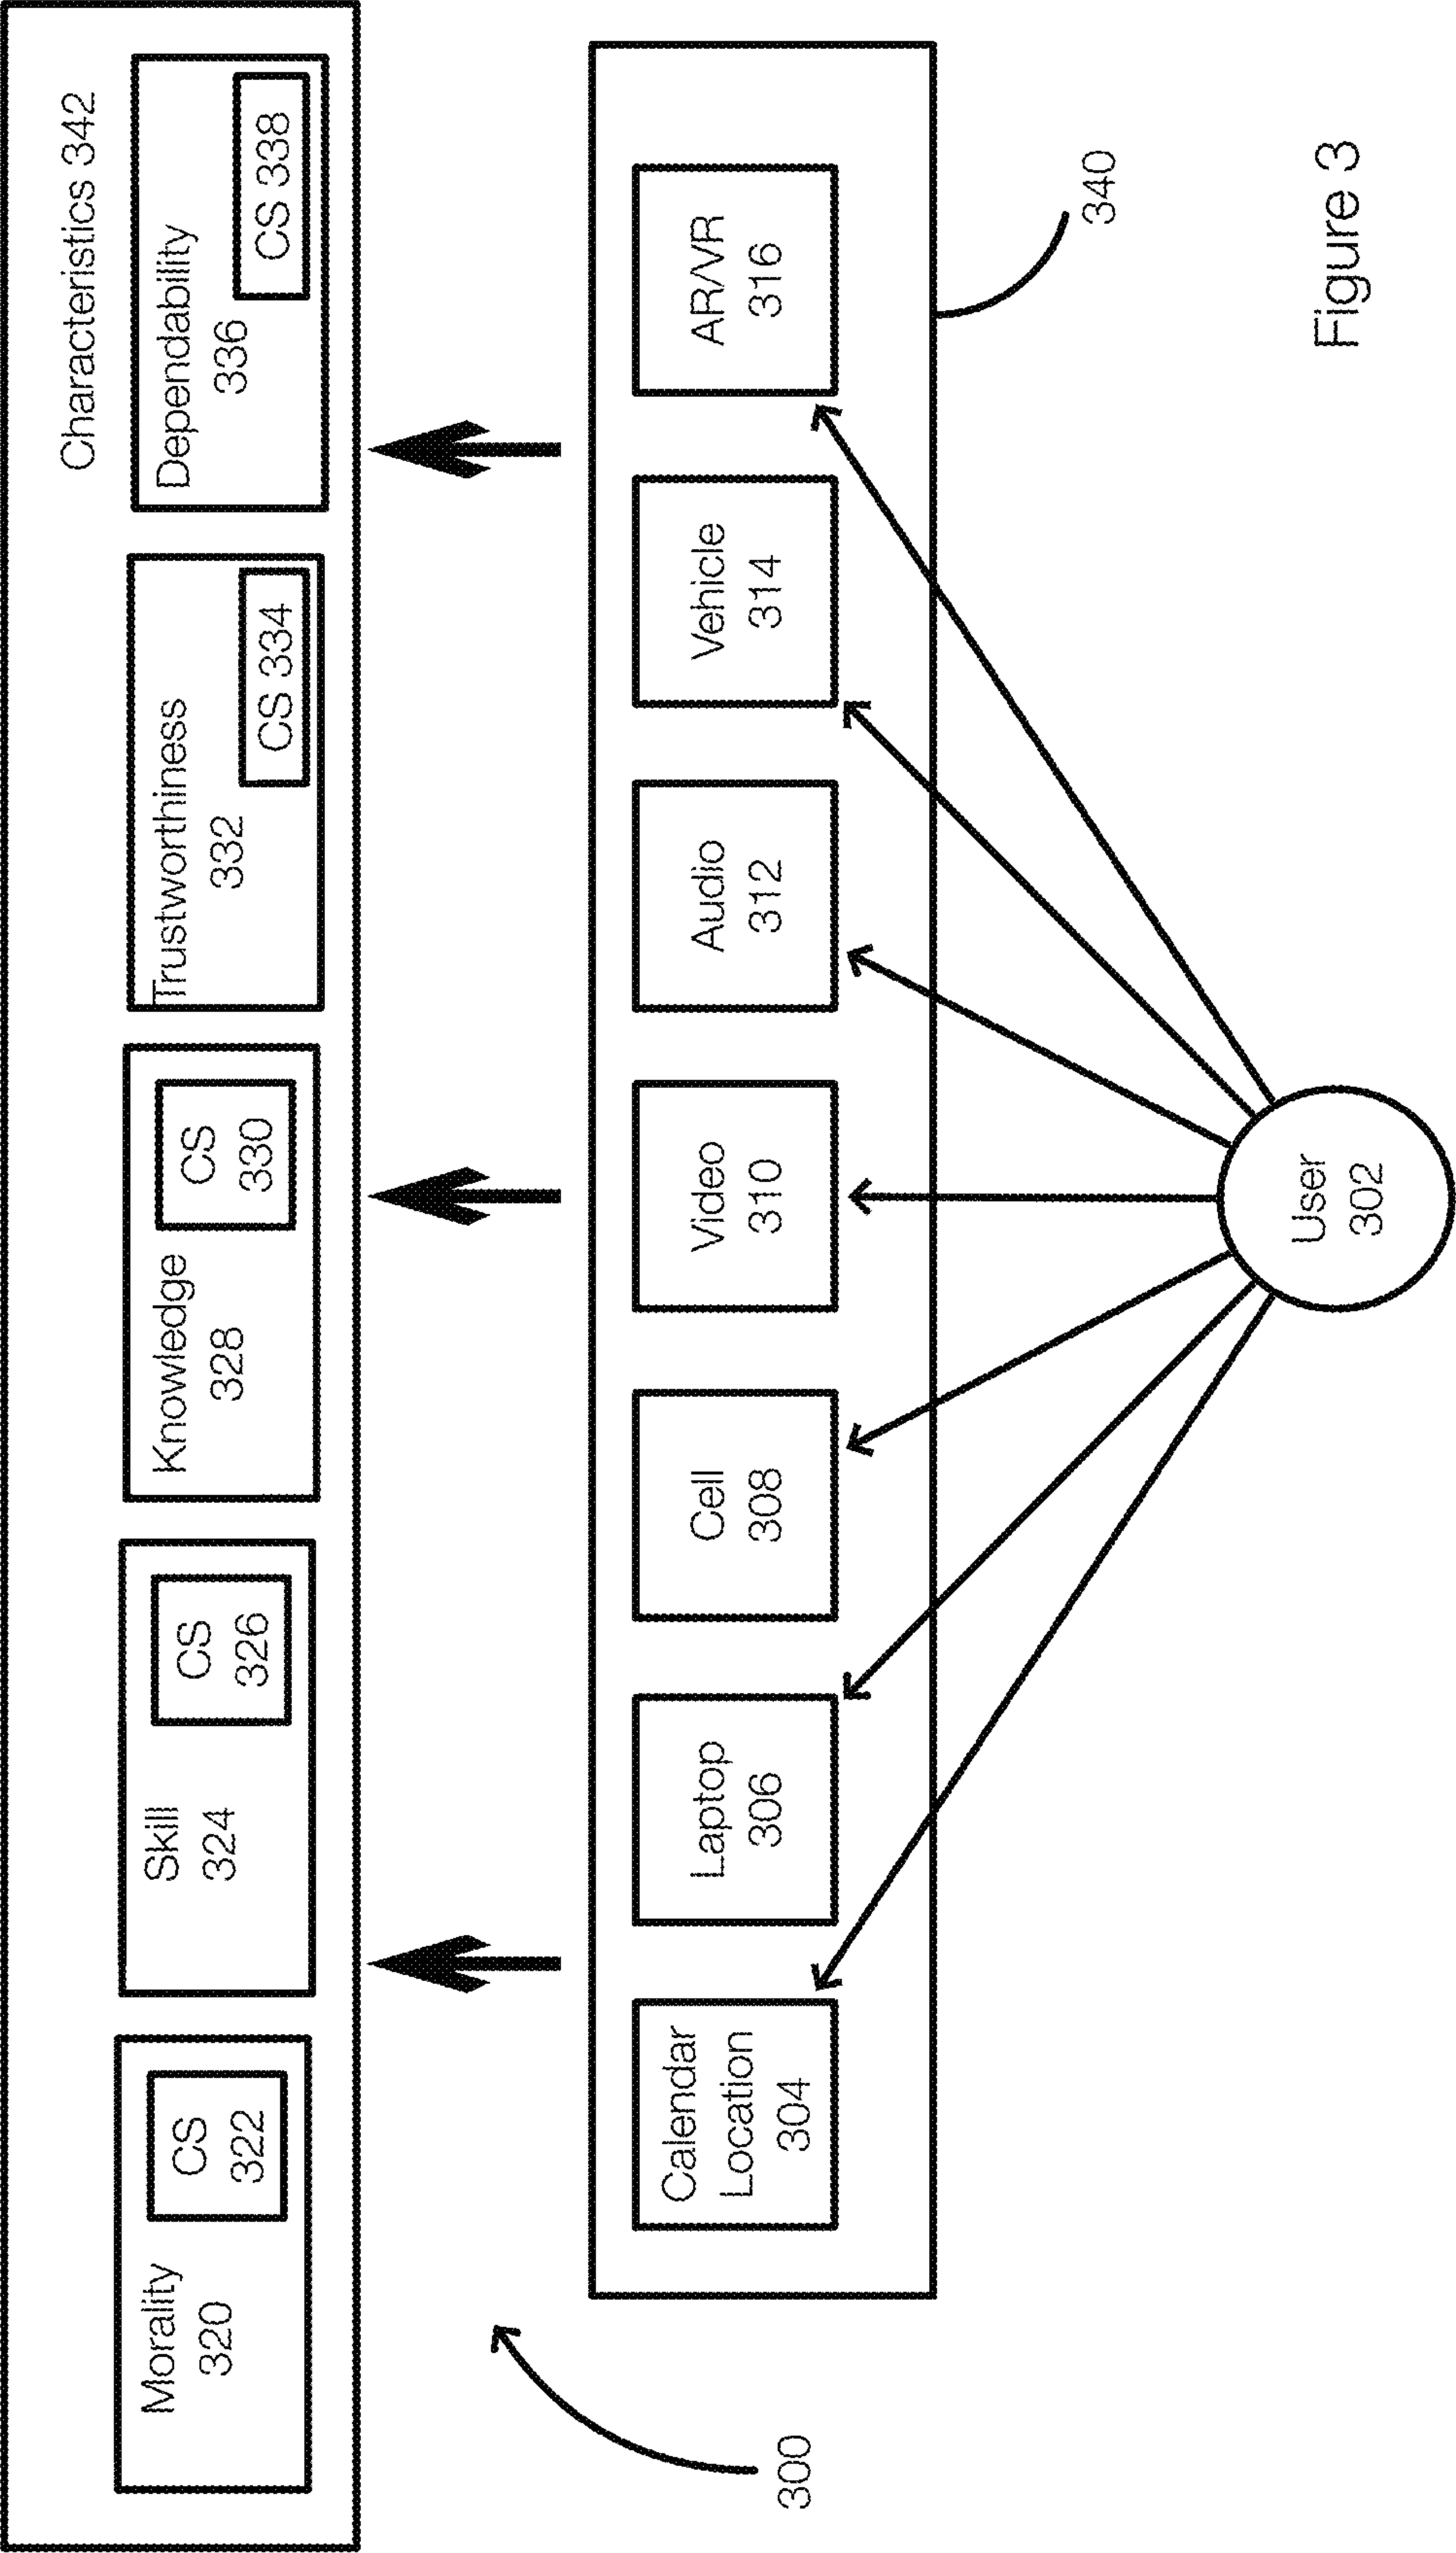 Characteristics 342
Morality
320
CS
322
Skill
324
CS
326
Knowledge
328
CS
330
Trustworthiness
332
CS 334
Dependability
336
CS 338
300
Calendar
Location
304
Laptop
306
Cell
308
Video
310
Audio
312
Vehicle
314
AR/VR
316
340
User
302
Figure 3